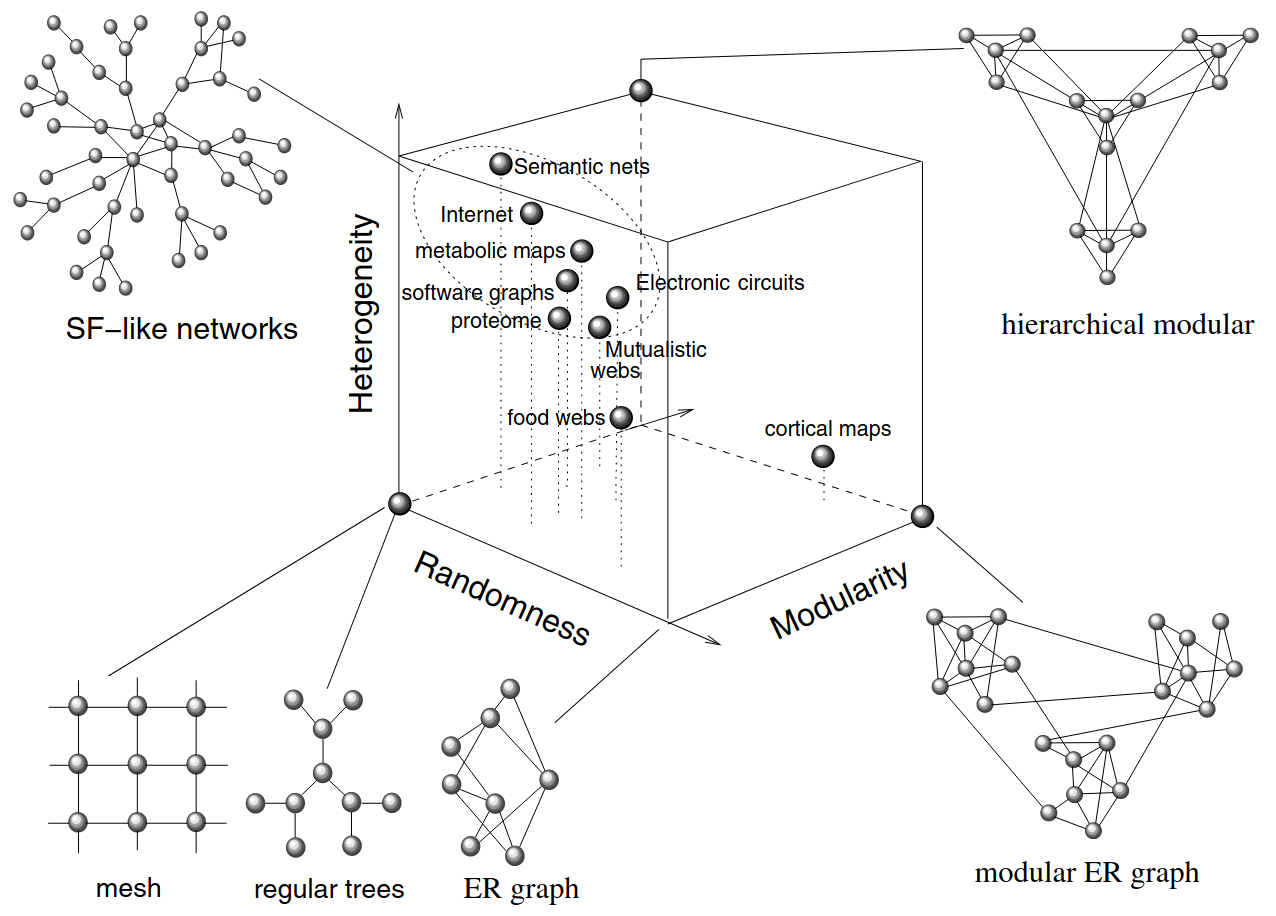 Semantic nets
Internet
metabolic maps
Electronic circuits
software graphs
proteome
Mutualistic
webs
food webs
cortical maps
Heterogeneity
Randomness
Modularity
SF−like networks
hierarchical modular
mesh
regular trees
ER graph
modular ER graph